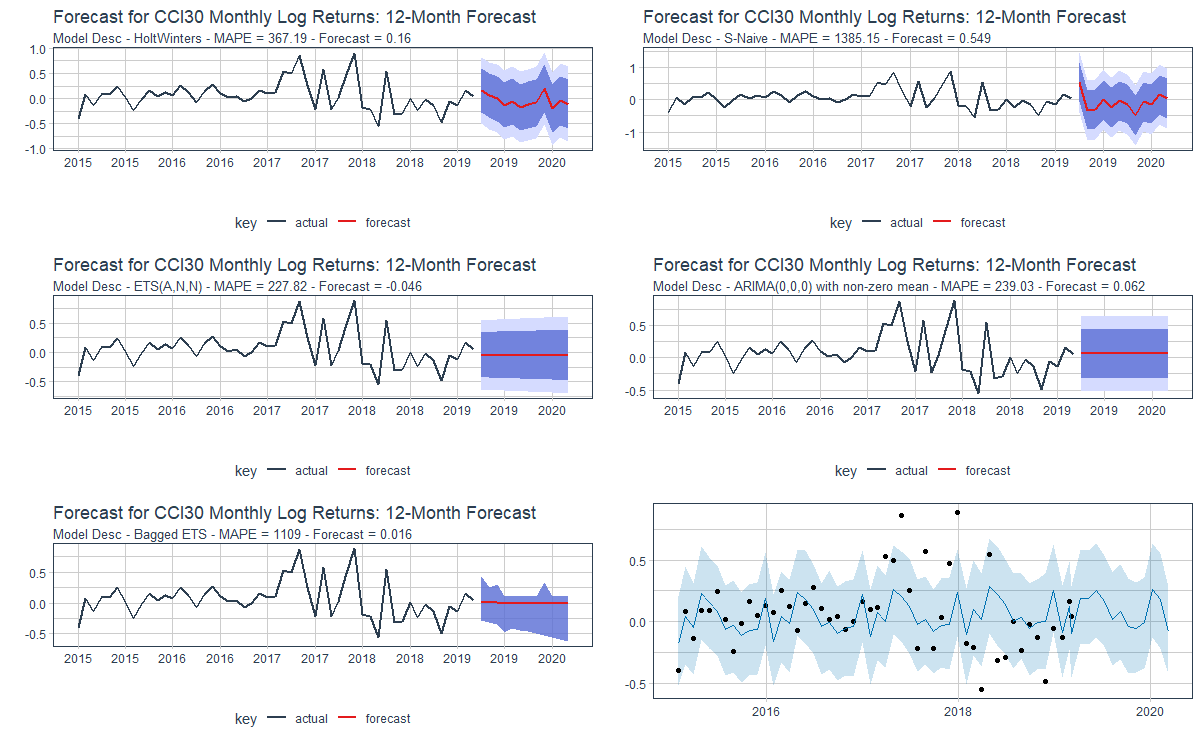 Forecast for CCI30 Monthly Log Returns: 12-Month Forecast
Model Desc - HoltWinters - MAPE = 367.19 - Forecast = 0.16
1.0
0.5
0.0
-0.5
-1.0
2015 2015 2016 2016 2017 2017 2018 2018 2019 2019 2020
key actual forecast
Forecast for CCI30 Monthly Log Returns: 12-Month Forecast
Model Desc - S-Naive - MAPE = 1385.15 - Forecast = 0.549
1
0
-1
2015 2015 2016 2016 2017 2017 2018 2018 2019 2019 2020
key actual forecast
Forecast for CCI30 Monthly Log Returns: 12-Month Forecast
Model Desc - ETS(A,N,N) - MAPE = 227.82 - Forecast = -0.046
0.5
0.0
-0.5
2015 2015 2016 2016 2017 2017 2018 2018 2019 2019 2020
key actual forecast
Forecast for CCI30 Monthly Log Returns: 12-Month Forecast
Model Desc - ARIMA(0,0,0) with non-zero mean - MAPE = 239.03 - Forecast = 0.062
0.5
0.0
-0.5
2015 2015 2016 2016 2017 2017 2018 2018 2019 2019 2020
key actual forecast
Forecast for CCI30 Monthly Log Returns: 12-Month Forecast
Model Desc - Bagged ETS - MAPE = 1109 - Forecast = 0.016
0.5
0.0
-0.5
2015 2015 2016 2016 2017 2017 2018 2018 2019 2019 2020
key actual forecast
0.5
0.0
-0.5
2016 2018 2020